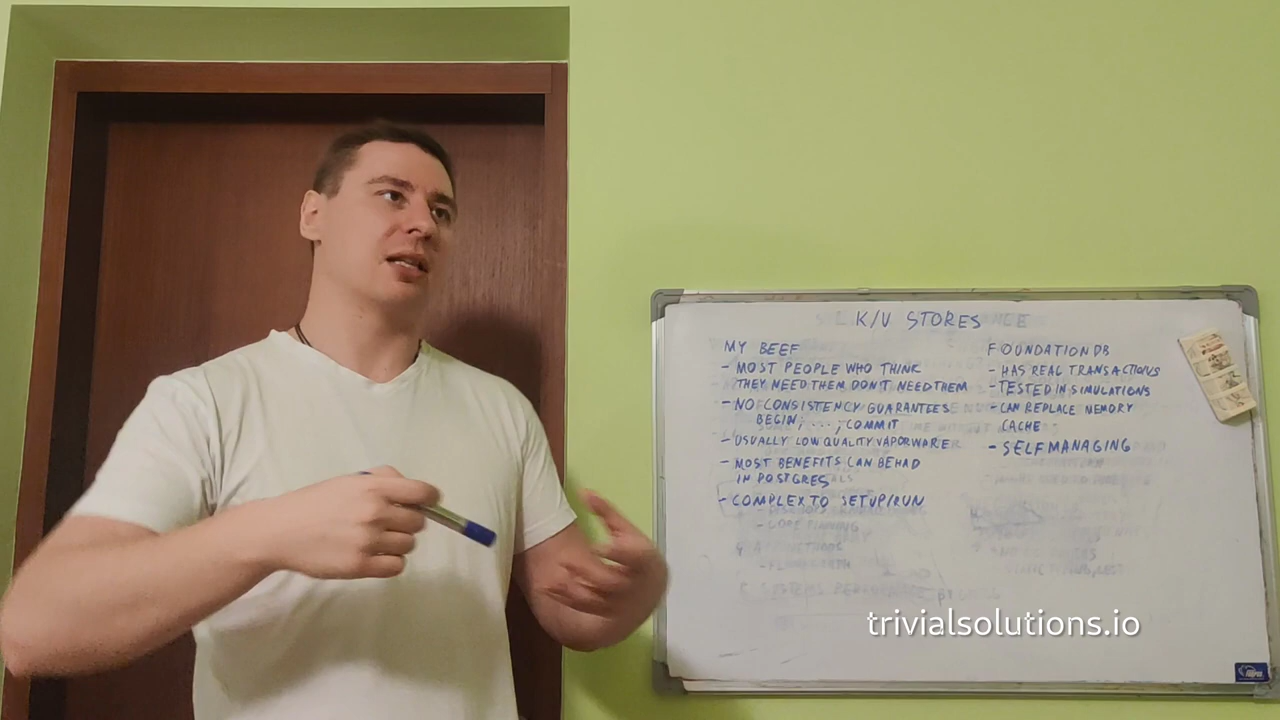 K/V STORES
MY BEEF
- MOST PEOPLE WHO THINK
THEY NEED THEM DON'T NEED THEM
- NO CONSISTENCY GUARANTEES
BEGIN; ...; COMMIT
- USUALLY LOW QUALITY VAPORWARE
- MOST BENEFITS CAN BE HAD
IN POSTGRES
- COMPLEX TO SETUP/RUN
FOUNDATIONDB
- HAS REAL TRANSACTIONS
- TESTED IN SIMULATIONS
- CAN REPLACE MEMORY
CACHE
- SELF MANAGING
trivialsolutions.io